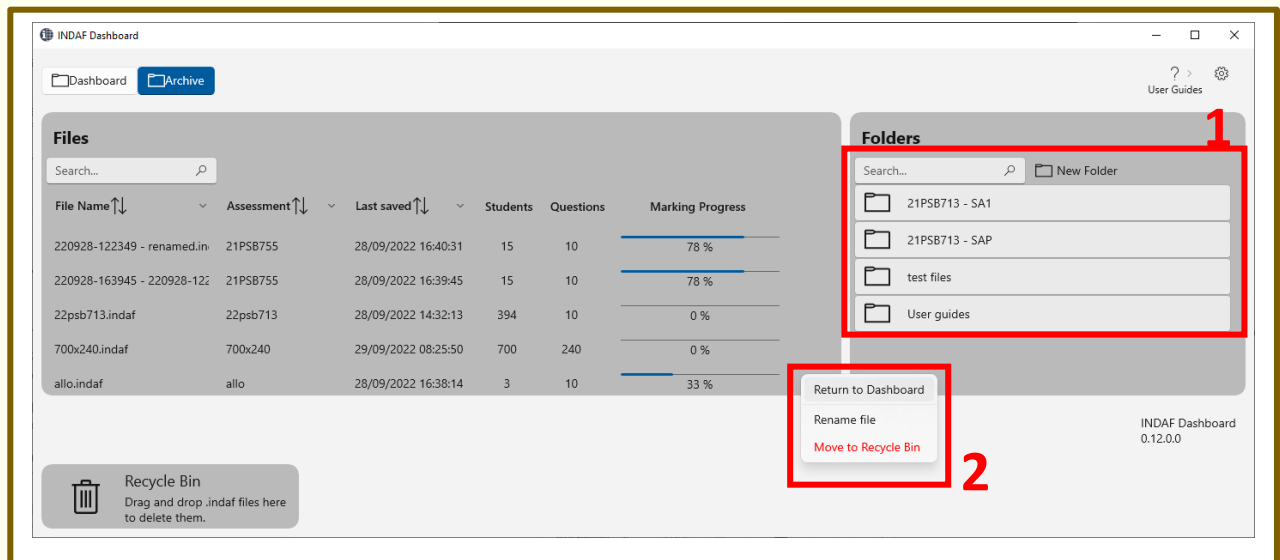 INDAF Dashboard
Dashboard Archive
? >
User Guides
Files
Search...
File Name Assessment Last saved Students Questions Marking Progress
220928-122349 - renamed.in 21PSB755 28/09/2022 16:40:31 15 10 78 %
220928-163945 - 220928-122 21PSB755 28/09/2022 16:39:45 15 10 78 %
22psb713.indaf 22psb713 28/09/2022 14:32:13 394 10 0 %
700x240.indaf 700x240 29/09/2022 08:25:50 700 240 0 %
allo.indaf allo 28/09/2022 16:38:14 3 10 33 %
Folders
1
Search... New Folder
21PSB713 - SA1
21PSB713 - SAP
test files
User guides
Return to Dashboard
Rename file
Move to Recycle Bin
2
INDAF Dashboard
0.12.0.0
Recycle Bin
Drag and drop .indaf files here
to delete them.